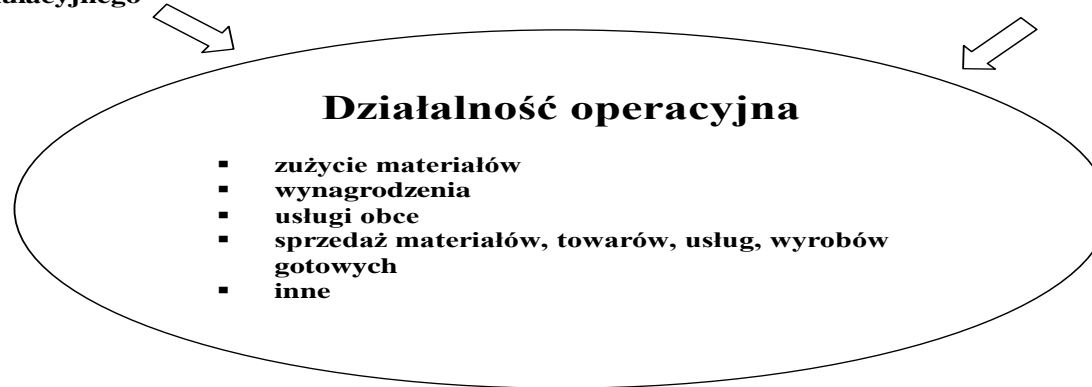 Działalność operacyjna
▪ zużycie materiałów
▪ wynagrodzenia
▪ usługi obce
▪ sprzedaż materiałów, towarów, usług, wyrobów
gotowych
▪ inne